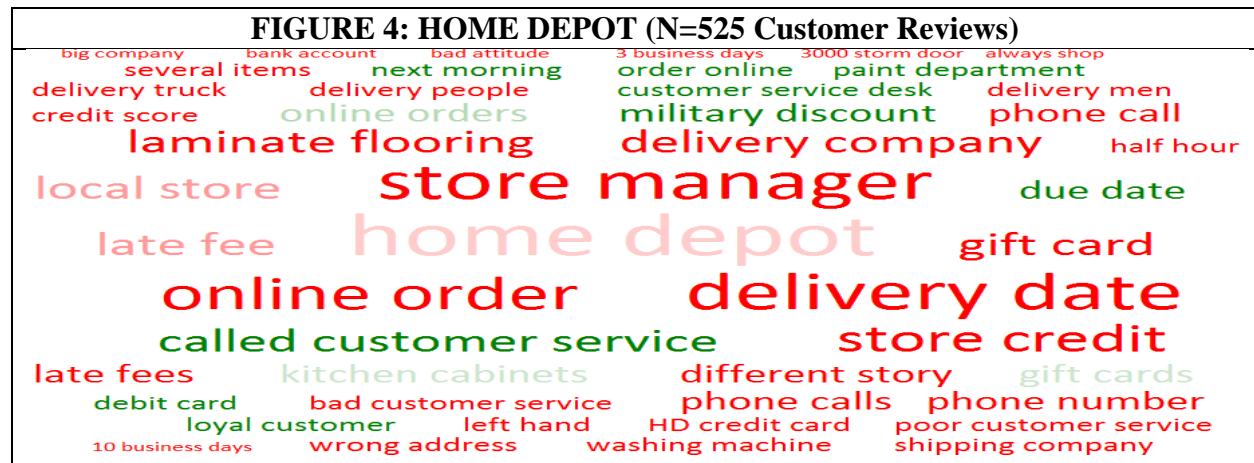 FIGURE 4: HOME DEPOT (N=525 Customer Reviews)
big company bank account bad attitude 3 business days 3000 storm door always shop
several items next morning order online paint department
delivery truck delivery people customer service desk delivery men
credit score online orders military discount phone call
laminate flooring delivery company half hour
local store store manager due date
late fee home depot gift card
online order delivery date
called customer service store credit
late fees kitchen cabinets different story gift cards
debit card bad customer service phone calls phone number
loyal customer left hand HD credit card poor customer service
10 business days wrong address washing machine shipping company